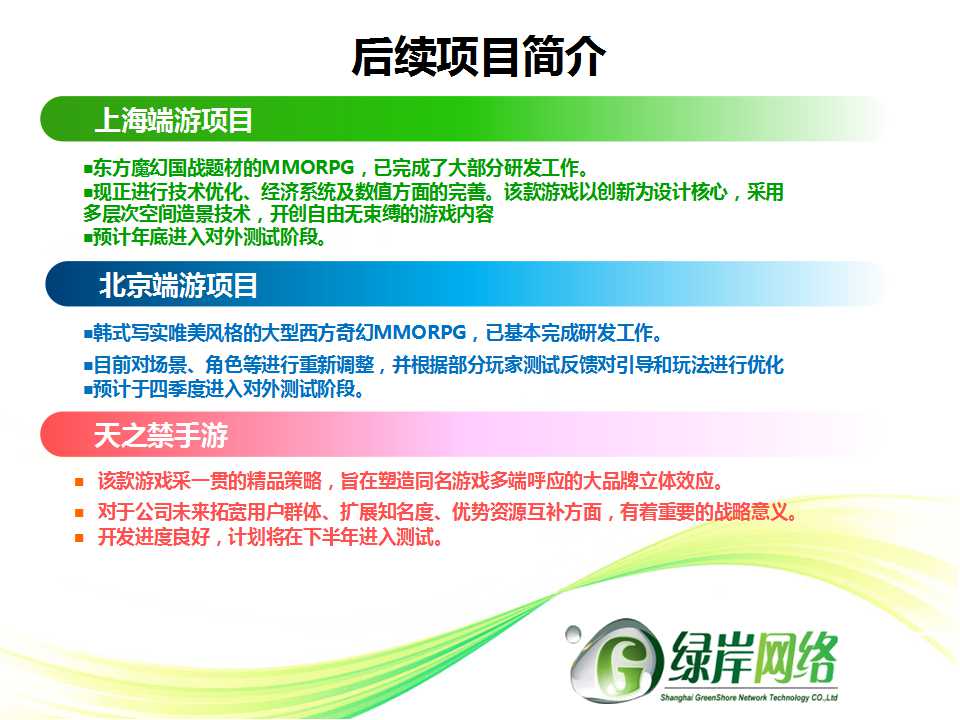 后续项目简介
上海端游项目
■东方魔幻国战题材的MMORPG，已完成了大部分研发工作。
■现正进行技术优化、经济系统及数值方面的完善。该款游戏以创新为设计核心，采用
多层次空间造景技术，开创自由无束缚的游戏内容
■预计年底进入对外测试阶段。
北京端游项目
■韩式写实唯美风格的大型西方奇幻MMORPG，已基本完成研发工作。
■目前对场景、角色等进行重新调整，并根据部分玩家测试反馈对引导和玩法进行优化
■预计于四季度进入对外测试阶段。
天之禁手游
■ 该款游戏采一贯的精品策略，旨在塑造同名游戏多端呼应的大品牌立体效应。
■ 对于公司未来拓宽用户群体、扩展知名度、优势资源互补方面，有着重要的战略意义。
■ 开发进度良好，计划将在下半年进入测试。
G 绿岸网络
Shanghai GreenShore Network Technology CO.,Ltd